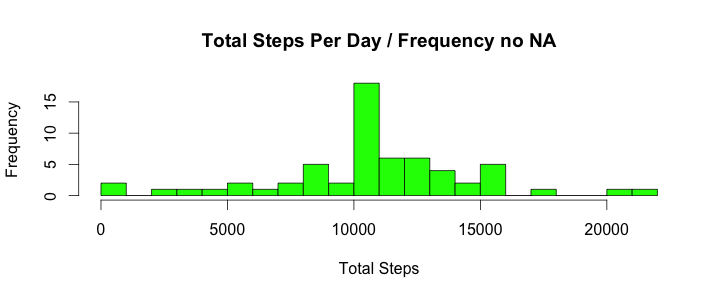 Total Steps Per Day / Frequency no NA
Frequency
15
10
5
0
0 5000 10000 15000 20000
Total Steps